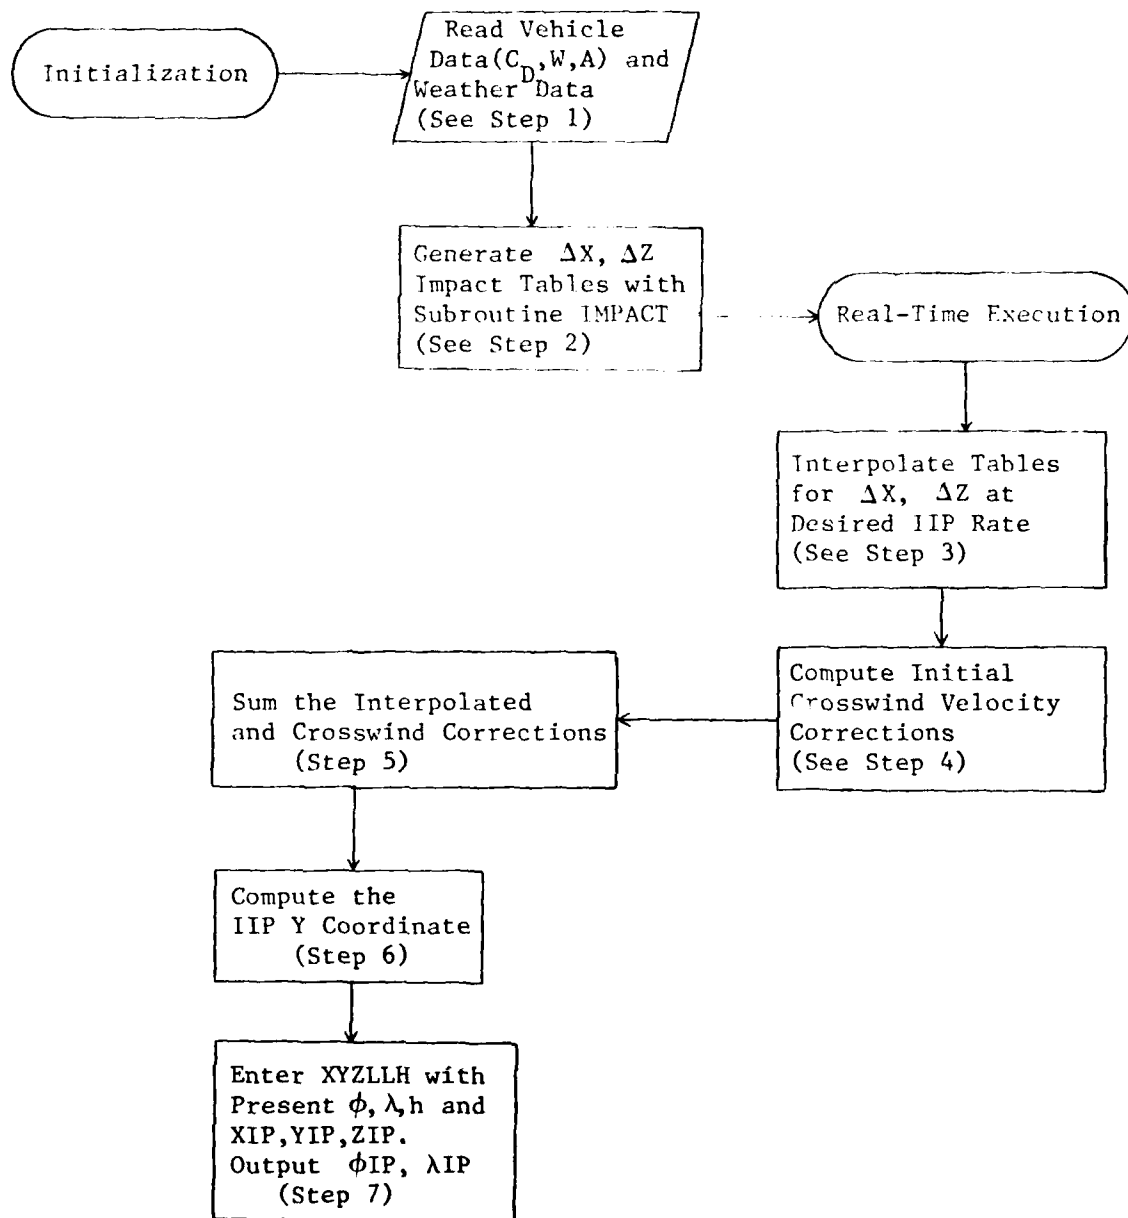 Initialization
Read Vehicle
Data(C_D,W,A) and
Weather Data
(See Step 1)
Generate ΔX, ΔZ
Impact Tables with
Subroutine IMPACT
(See Step 2)
Real-Time Execution
Interpolate Tables
for ΔX, ΔZ at
Desired IIP Rate
(See Step 3)
Compute Initial
Crosswind Velocity
Corrections
(See Step 4)
Sum the Interpolated
and Crosswind Corrections
(Step 5)
Compute the
IIP Y Coordinate
(Step 6)
Enter XYZLLH with
Present ϕ,λ,h and
XIP,YIP,ZIP.
Output ϕIP, λIP
(Step 7)